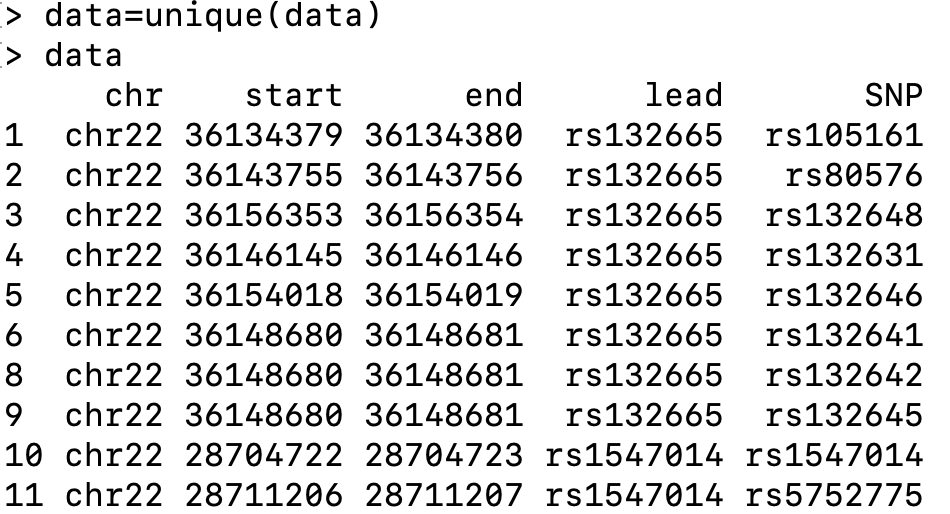 > data=unique(data)
> data
chr start end lead SNP
1 chr22 36134379 36134380 rs132665 rs105161
2 chr22 36143755 36143756 rs132665 rs80576
3 chr22 36156353 36156354 rs132665 rs132648
4 chr22 36146145 36146146 rs132665 rs132631
5 chr22 36154018 36154019 rs132665 rs132646
6 chr22 36148680 36148681 rs132665 rs132641
8 chr22 36148680 36148681 rs132665 rs132642
9 chr22 36148680 36148681 rs132665 rs132645
10 chr22 28704722 28704723 rs1547014 rs1547014
11 chr22 28711206 28711207 rs1547014 rs5752775